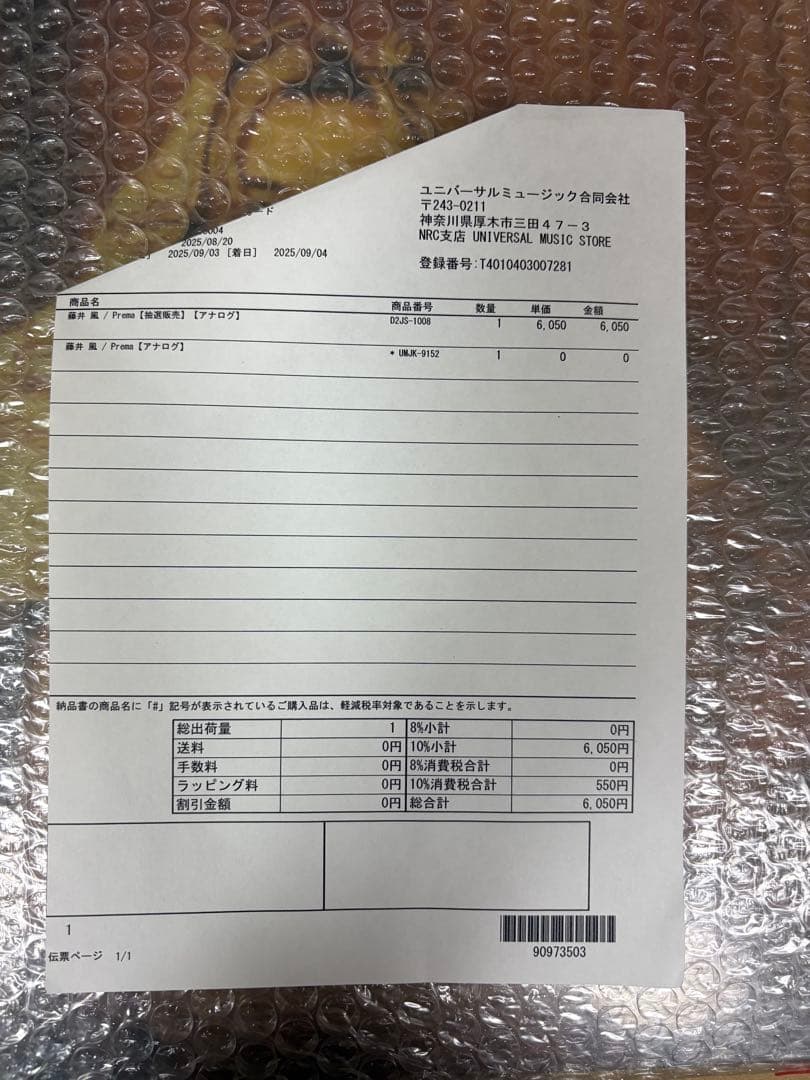 ユニバーサルミュージック合同会社
〒243-0211
神奈川県厚木市三田４７－３
NRC支店 UNIVERSAL MUSIC STORE
登録番号:T4010403007281
ード
0004
2025/08/20
2025/09/03 [着日] 2025/09/04
商品名 商品番号 数量 単価 金額
藤井 風 / Prema【抽選販売】【アナログ】 D2JS-1008 1 6,050 6,050
藤井 風 / Prema【アナログ】 * UMJK-9152 1 0 0
納品書の商品名に「#」記号が表示されているご購入品は、軽減税率対象であることを示します。
総出荷量 1 8%小計 0円
送料 0円 10%小計 6,050円
手数料 0円 8%消費税合計 0円
ラッピング料 0円 10%消費税合計 550円
割引金額 0円 総合計 6,050円
1
伝票ページ 1/1
90973503